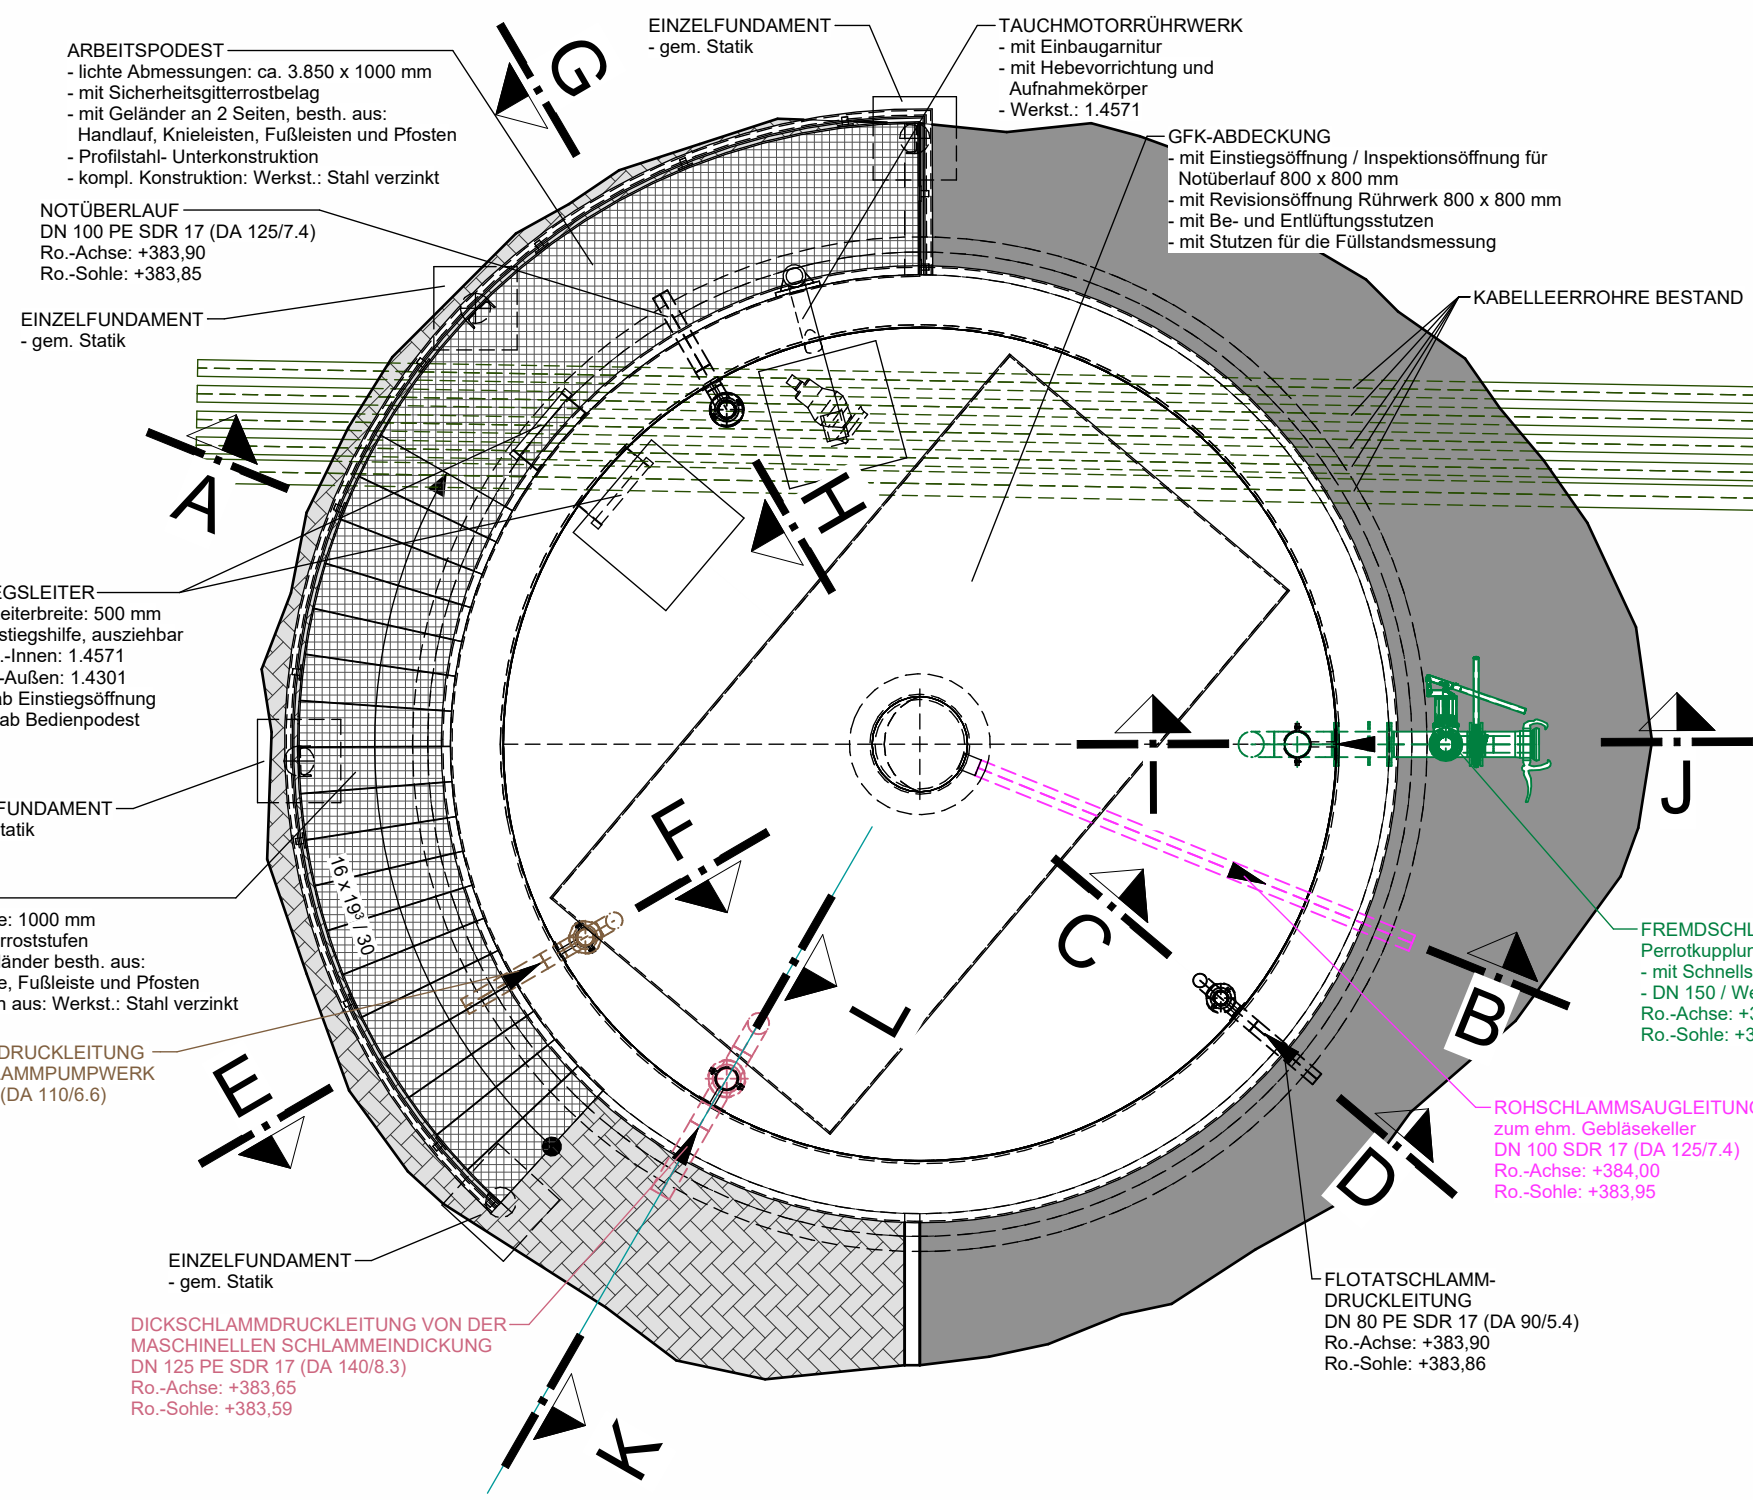 ARBEITSPODEST
- lichte Abmessungen: ca. 3.850 x 1000 mm
- mit Sicherheitsgitterrostbelag
- mit Geländer an 2 Seiten, besth. aus:
Handlauf, Knieleisten, Fußleisten und Pfosten
- Profilstahl- Unterkonstruktion
- kompl. Konstruktion: Werkst.: Stahl verzinkt
EINZELFUNDAMENT
- gem. Statik
TAUCHMOTORRÜHRWERK
- mit Einbaugarnitur
- mit Hebevorrichtung und
Aufnahmekörper
- Werkst.: 1.4571
GFK-ABDECKUNG
- mit Einstiegsöffnung / Inspektionsöffnung für
Notüberlauf 800 x 800 mm
- mit Revisionsöffnung Rührwerk 800 x 800 mm
- mit Be- und Entlüftungsstutzen
- mit Stutzen für die Füllstandsmessung
NOTÜBERLAUF
DN 100 PE SDR 17 (DA 125/7.4)
Ro.-Achse: +383,90
Ro.-Sohle: +383,85
KABELLEERROHRE BESTAND
EINZELFUNDAMENT
- gem. Statik
G
A
H
EGSLEITER
eiterbreite: 500 mm
stiegshilfe, ausziehbar
.-Innen: 1.4571
-Außen: 1.4301
ab Einstiegsöffnung
ab Bedienpodest
I
J
FUNDAMENT
tatik
F
16 x 19³ / 30
e: 1000 mm
rroststufen
länder besth. aus:
e, Fußleiste und Pfosten
n aus: Werkst.: Stahl verzinkt
C
L
B
FREMDSCHL
Perrotkupplun
- mit Schnells
- DN 150 / We
Ro.-Achse: +3
Ro.-Sohle: +3
DRUCKLEITUNG
AMMPUMPWERK
(DA 110/6.6)
E
D
ROHSCHLAMMSAUGLEITUNG
zum ehm. Gebläsekeller
DN 100 SDR 17 (DA 125/7.4)
Ro.-Achse: +384,00
Ro.-Sohle: +383,95
EINZELFUNDAMENT
- gem. Statik
FLOTATSCHLAMM-
DRUCKLEITUNG
DN 80 PE SDR 17 (DA 90/5.4)
Ro.-Achse: +383,90
Ro.-Sohle: +383,86
DICKSCHLAMMDRUCKLEITUNG VON DER
MASCHINELLEN SCHLAMMEINDICKUNG
DN 125 PE SDR 17 (DA 140/8.3)
Ro.-Achse: +383,65
Ro.-Sohle: +383,59
K